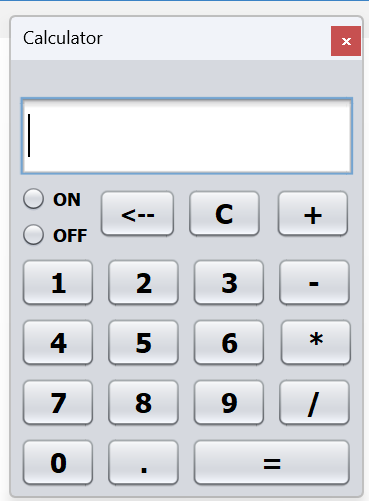 Calculator
x
ON
<-- C +
OFF
1 2 3 -
4 5 6 *
7 8 9 /
0 . =